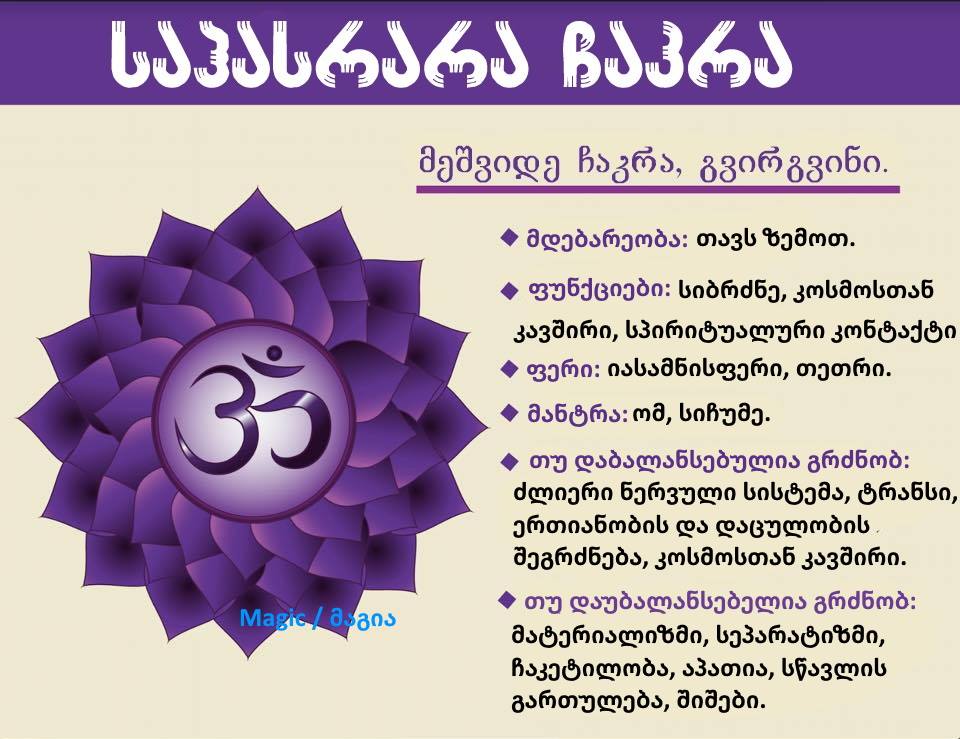 საჰასრარა ჩაკრა
მეშვიდე ჩაკრა, გვირგვინი.
მდებარეობა: თავს ზემოთ.
ფუნქციები: სიბრძნე, კოსმოსთან
კავშირი, სპირიტუალური კონტაქტი
ფერი: იასამნისფერი, თეთრი.
მანტრა: ომ, სიჩუმე.
თუ დაბალანსებულია გრძნობ:
ძლიერი ნერვული სისტემა, ტრანსი,
ერთიანობის და დაცულობის
შეგრძნება, კოსმოსთან კავშირი.
თუ დაუბალანსებელია გრძნობ:
მატერიალიზმი, სეპარატიზმი,
ჩაკეტილობა, აპათია, სწავლის
გართულება, შიშები.
ॐ
Magic / მაგია